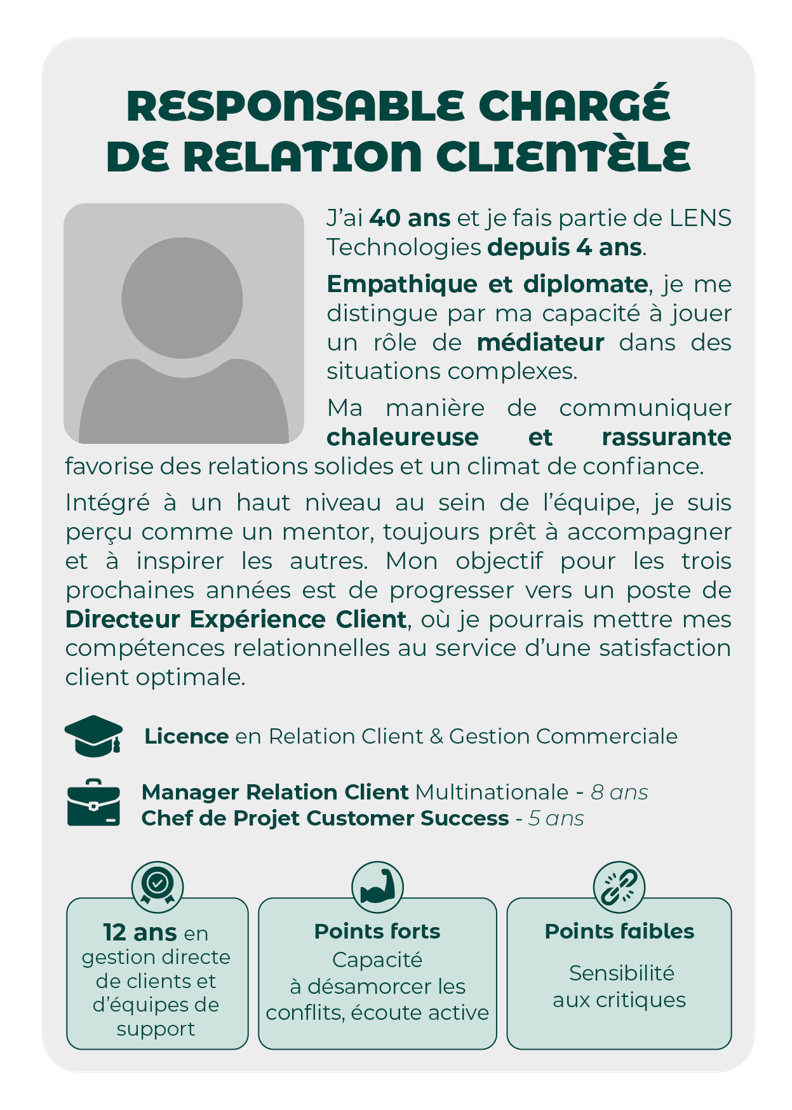 RESPONSABLE CHARGÉ
DE RELATION CLIENTÈLE
J'ai 40 ans et je fais partie de LENS
Technologies depuis 4 ans.
Empathique et diplomate, je me
distingue par ma capacité à jouer
un rôle de médiateur dans des
situations complexes.
Ma manière de communiquer
chaleureuse et rassurante
favorise des relations solides et un climat de confiance.
Intégré à un haut niveau au sein de l'équipe, je suis
perçu comme un mentor, toujours prêt à accompagner
et à inspirer les autres. Mon objectif pour les trois
prochaines années est de progresser vers un poste de
Directeur Expérience Client, où je pourrais mettre mes
compétences relationnelles au service d'une satisfaction
client optimale.
Licence en Relation Client & Gestion Commerciale
Manager Relation Client Multinationale - 8 ans
Chef de Projet Customer Success - 5 ans
12 ans en
gestion directe
de clients et
d'équipes de
support
Points forts
Capacité
à désamorcer les
conflits, écoute active
Points faibles
Sensibilité
aux critiques